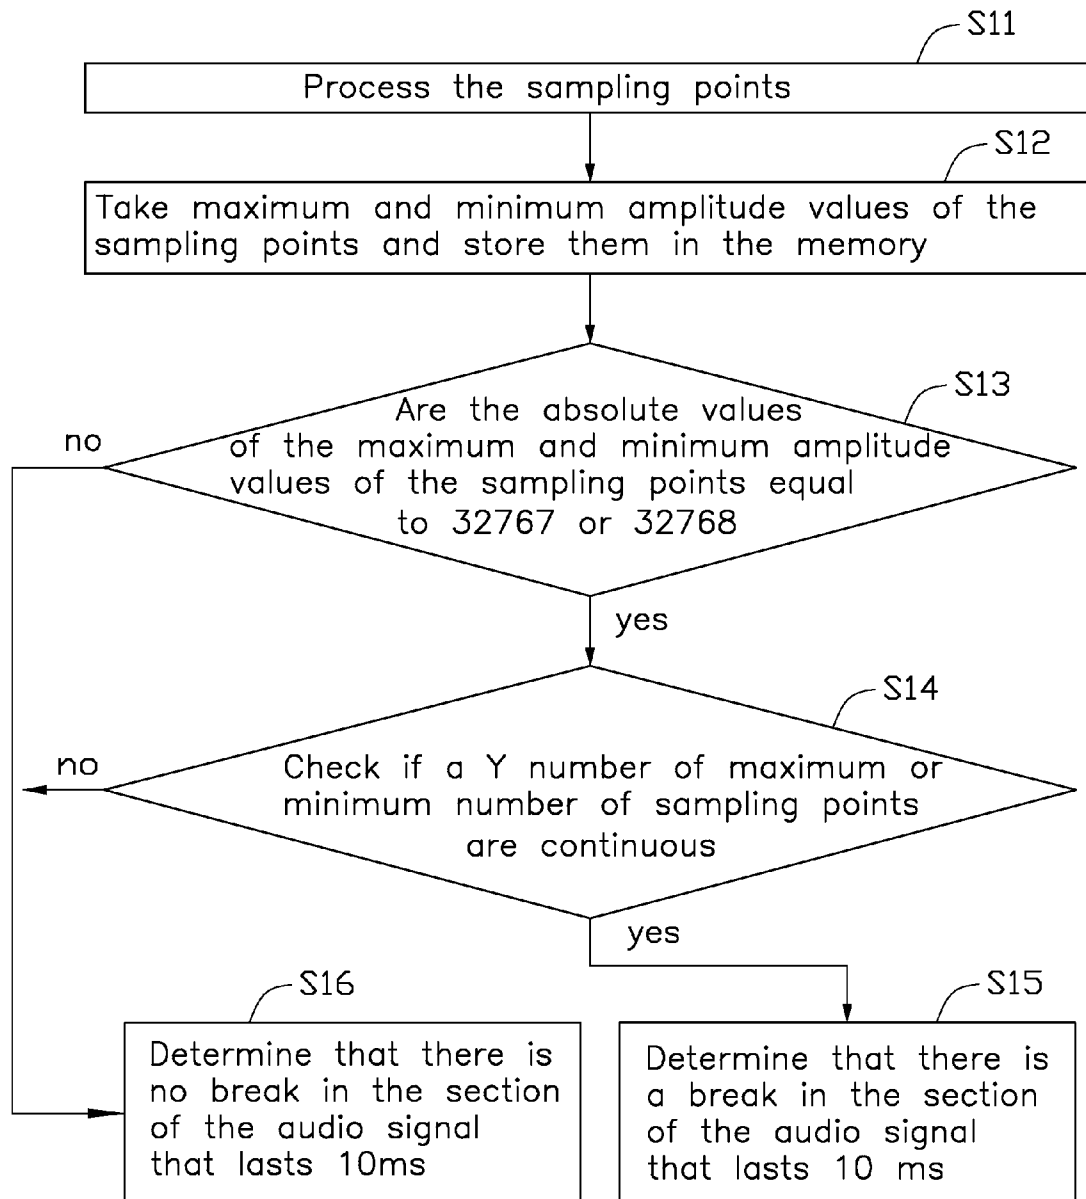 S11
Process the sampling points
S12
Take maximum and minimum amplitude values of the
sampling points and store them in the memory
S13
Are the absolute values
of the maximum and minimum amplitude
values of the sampling points equal
to 32767 or 32768
no
yes
S14
Check if a Y number of maximum or
minimum number of sampling points
are continuous
no
yes
S16
Determine that there is
no break in the section
of the audio signal
that lasts 10ms
S15
Determine that there is
a break in the section
of the audio signal
that lasts 10 ms